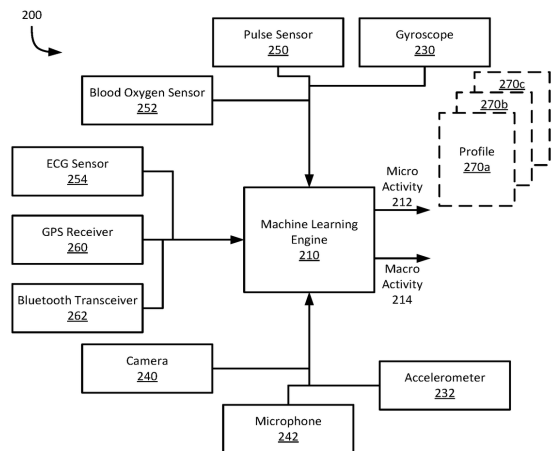 200
Pulse Sensor
250
Gyroscope
230
Blood Oxygen Sensor
252
270c
270b
Profile
270a
ECG Sensor
254
Micro
Activity
212
GPS Receiver
260
Machine Learning
Engine
210
Macro
Activity
214
Bluetooth Transceiver
262
Camera
240
Accelerometer
232
Microphone
242